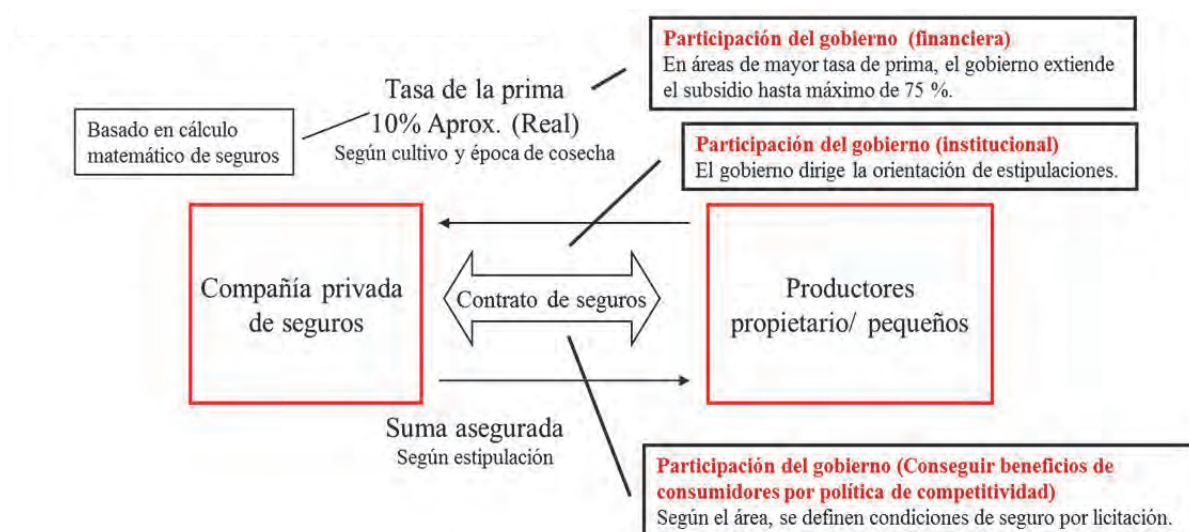 Participación del gobierno (financiera)
En áreas de mayor tasa de prima, el gobierno extiende
el subsidio hasta máximo de 75 %.
Tasa de la prima
10% Aprox. (Real)
Según cultivo y época de cosecha
Basado en cálculo
matemático de seguros
Participación del gobierno (institucional)
El gobierno dirige la orientación de estipulaciones.
Compañía privada
de seguros
Contrato de seguros
Productores
propietario/ pequeños
Suma asegurada
Según estipulación
Participación del gobierno (Conseguir beneficios de
consumidores por política de competitividad)
Según el área, se definen condiciones de seguro por licitación.